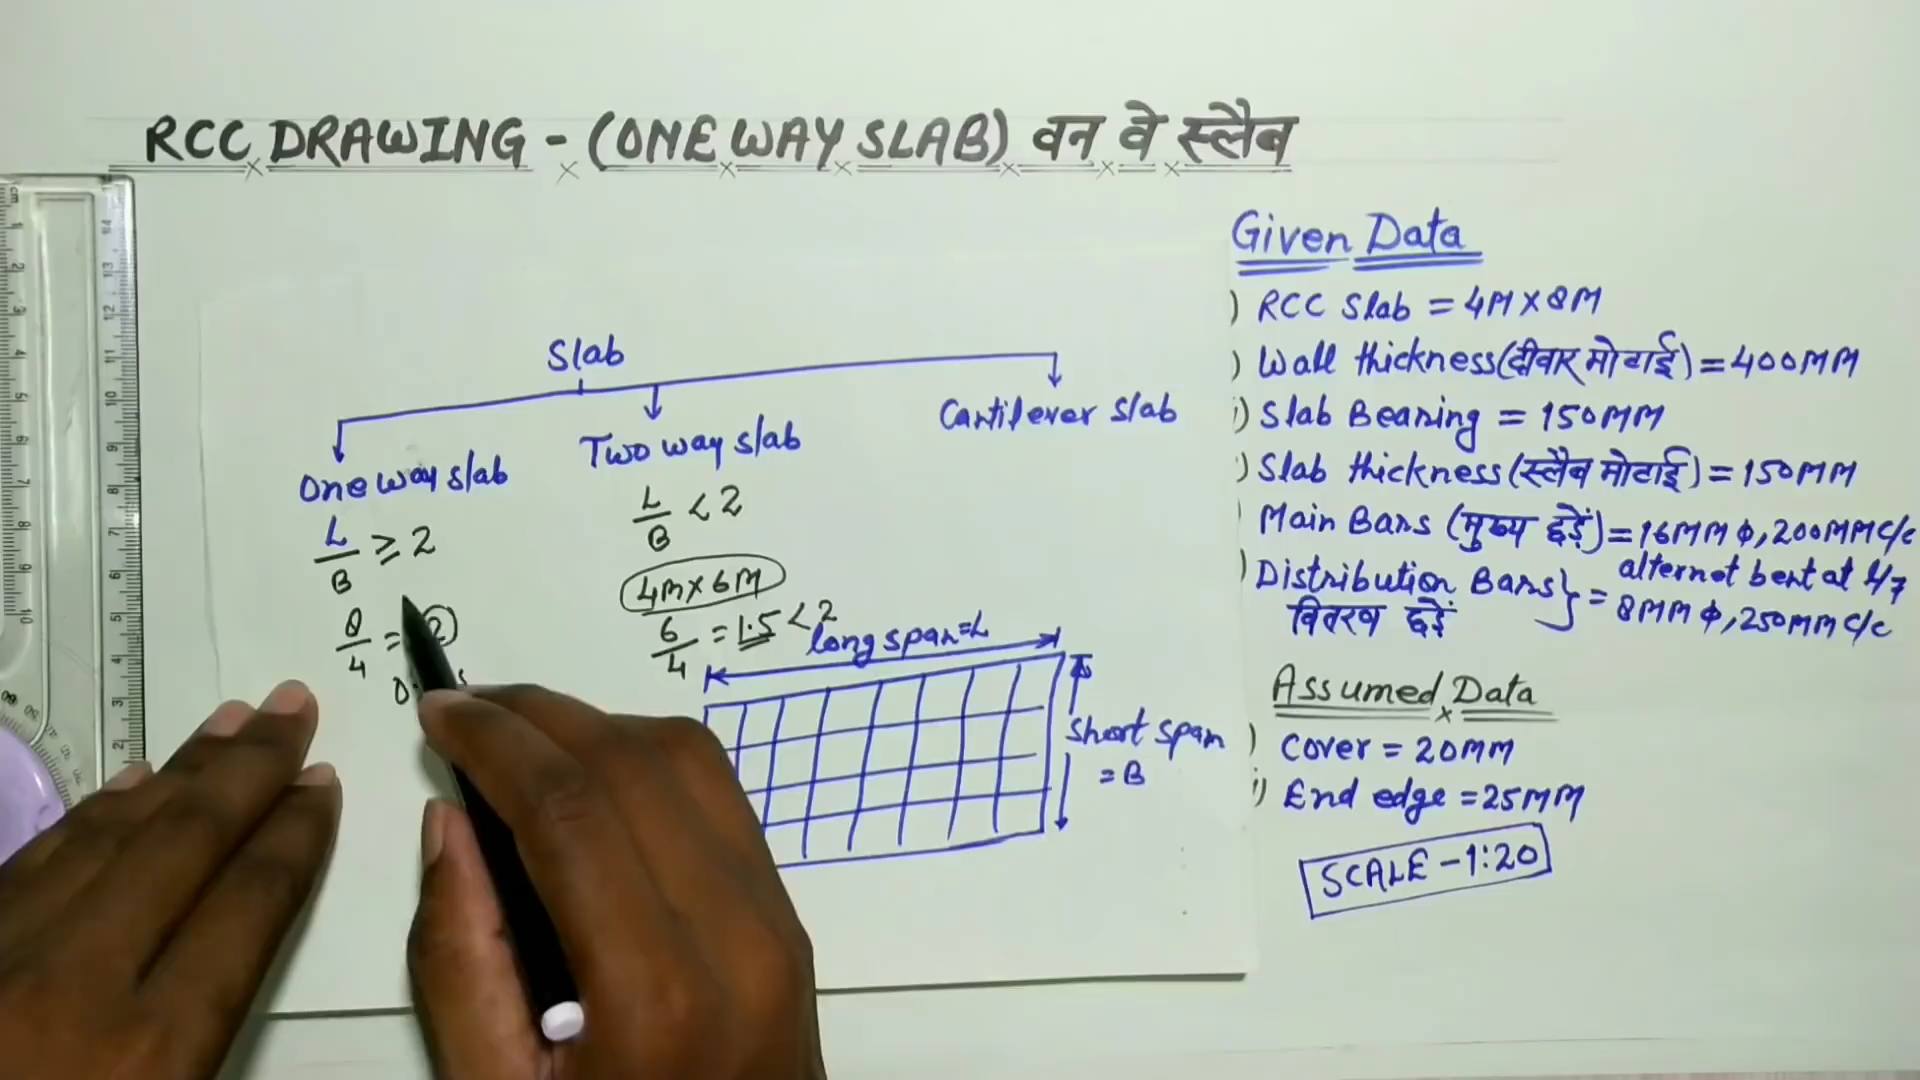 RCC DRAWING - (ONE WAY SLAB) वन वे स्लैब
Slab
One way slab
L/B ≥ 2
8/4 = 2
Two way slab
L/B < 2
4M X 6M
6/4 = 1.5 < 2
Cantilever Slab
long span = L
Short span
= B
Given Data
) RCC Slab = 4M X 8M
) Wall thickness (दीवार मोटाई) = 400MM
) Slab Bearing = 150MM
) Slab thickness (स्लैब मोटाई) = 150MM
) Main Bars (मुख्य छड़ें) = 16MM ϕ, 200MM c/c
alternet bent at L/7
) Distribution Bars } = 8MM ϕ, 250MM c/c
वितरण छड़ें
Assumed Data
) Cover = 20MM
) End edge = 25MM
SCALE - 1:20